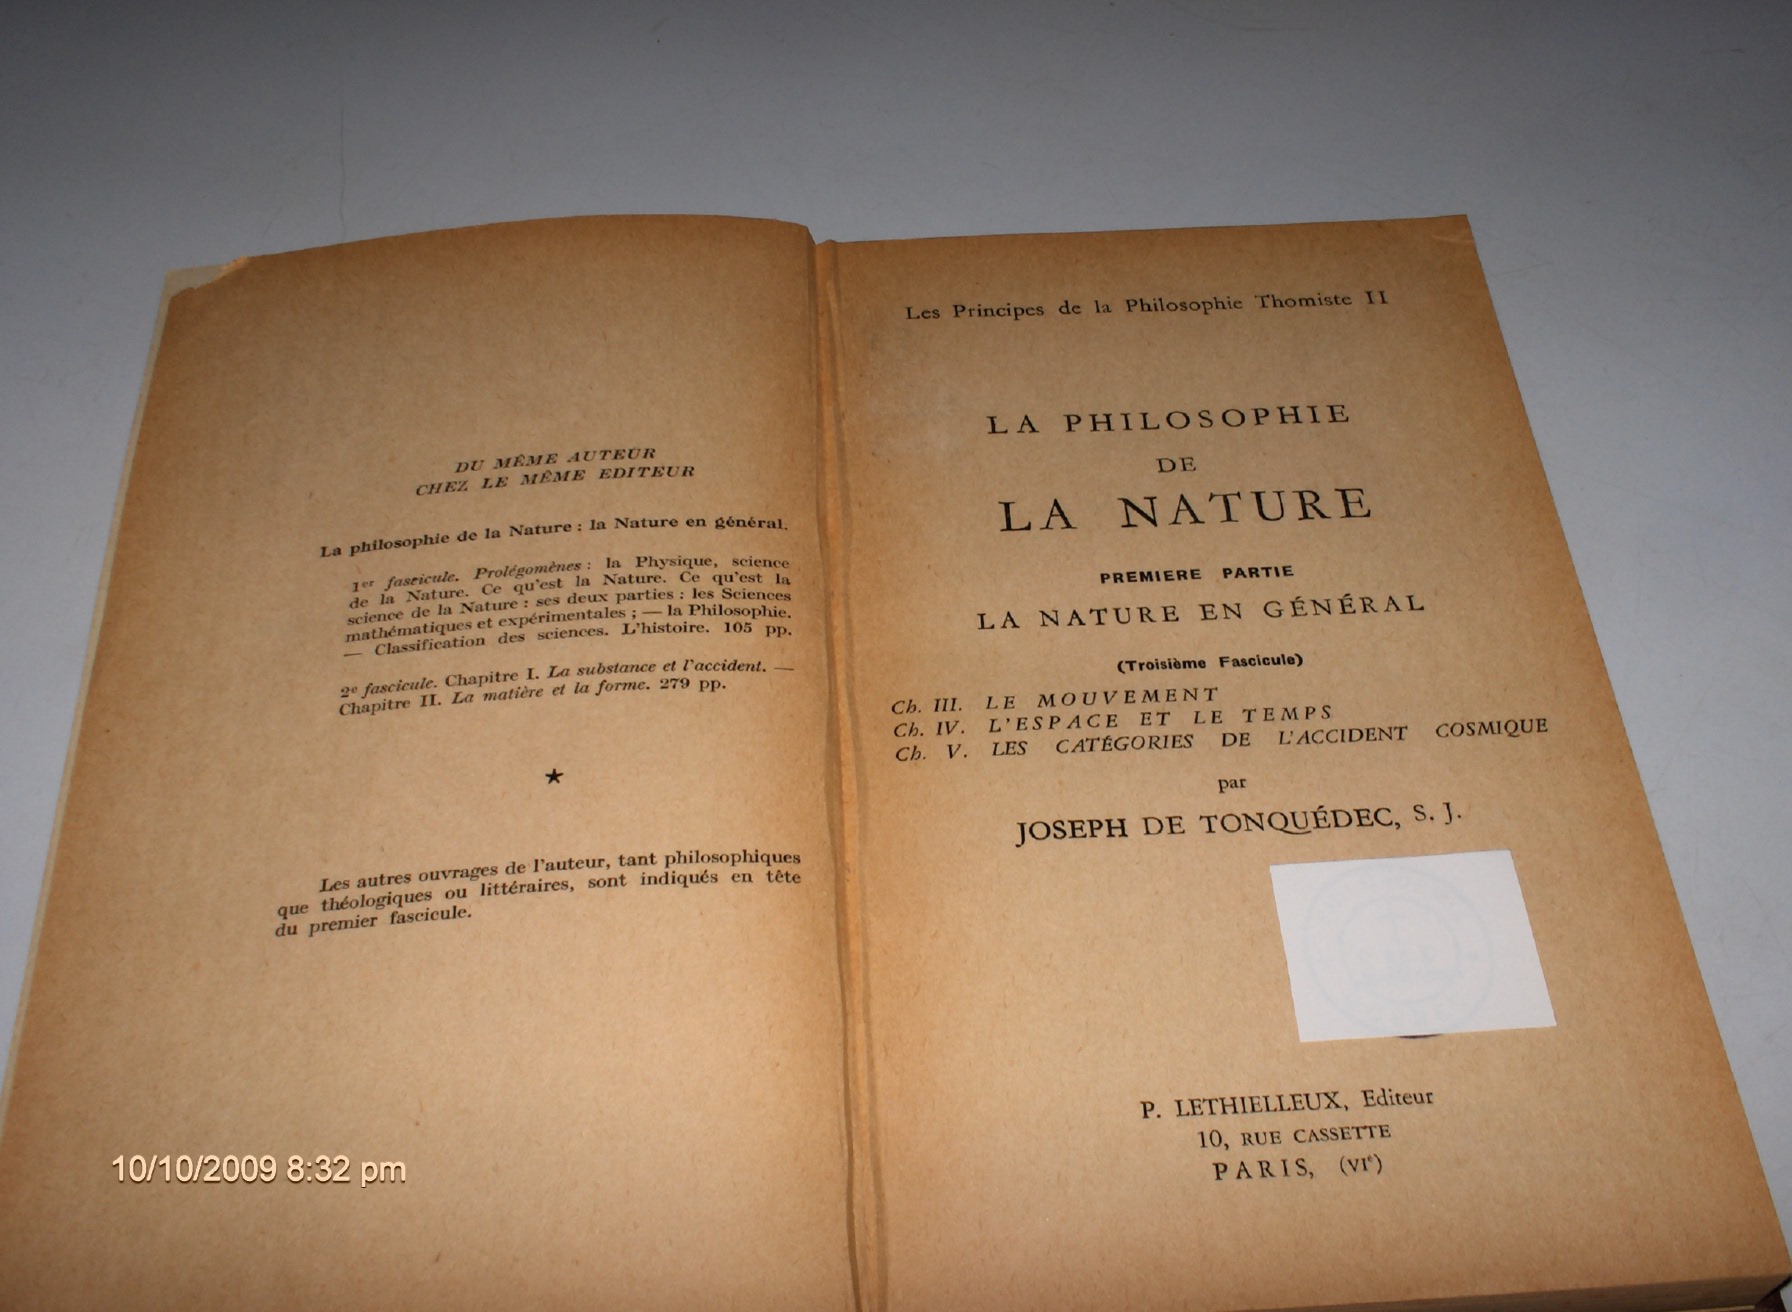 DU MÊME AUTEUR
CHEZ LE MÊME EDITEUR
La philosophie de la Nature : la Nature en général.
1er fascicule. Prolégomènes : la Physique, science
de la Nature. Ce qu'est la Nature. Ce qu'est la
science de la Nature : ses deux parties : les Sciences
mathématiques et expérimentales ; — la Philosophie.
— Classification des sciences. L'histoire. 105 pp.
2e fascicule. Chapitre I. La substance et l'accident. —
Chapitre II. La matière et la forme. 279 pp.
★
Les autres ouvrages de l'auteur, tant philosophiques
que théologiques ou littéraires, sont indiqués en tête
du premier fascicule.
10/10/2009 8:32 pm
Les Principes de la Philosophie Thomiste II
LA PHILOSOPHIE
DE
LA NATURE
PREMIERE PARTIE
LA NATURE EN GÉNÉRAL
(Troisième Fascicule)
Ch. III. LE MOUVEMENT
Ch. IV. L'ESPACE ET LE TEMPS
Ch. V. LES CATÉGORIES DE L'ACCIDENT COSMIQUE
par
JOSEPH DE TONQUÉDEC, S. J.
P. LETHIELLEUX, Editeur
10, RUE CASSETTE
PARIS, (VIe)